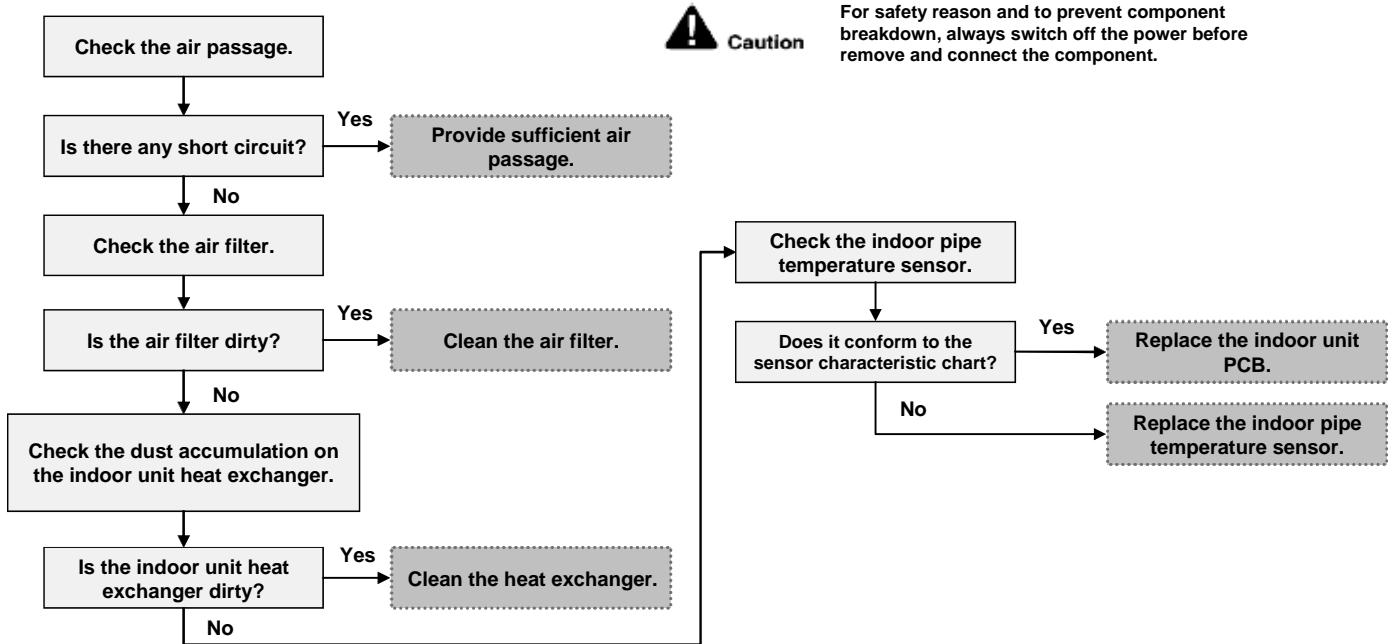 Caution
For safety reason and to prevent component
breakdown, always switch off the power before
remove and connect the component.
Check the air passage.
Is there any short circuit?
Yes
Provide sufficient air
passage.
No
Check the air filter.
Is the air filter dirty?
Yes
Clean the air filter.
No
Check the dust accumulation on
the indoor unit heat exchanger.
Is the indoor unit heat
exchanger dirty?
Yes
Clean the heat exchanger.
No
Check the indoor pipe
temperature sensor.
Does it conform to the
sensor characteristic chart?
Yes
Replace the indoor unit
PCB.
No
Replace the indoor pipe
temperature sensor.